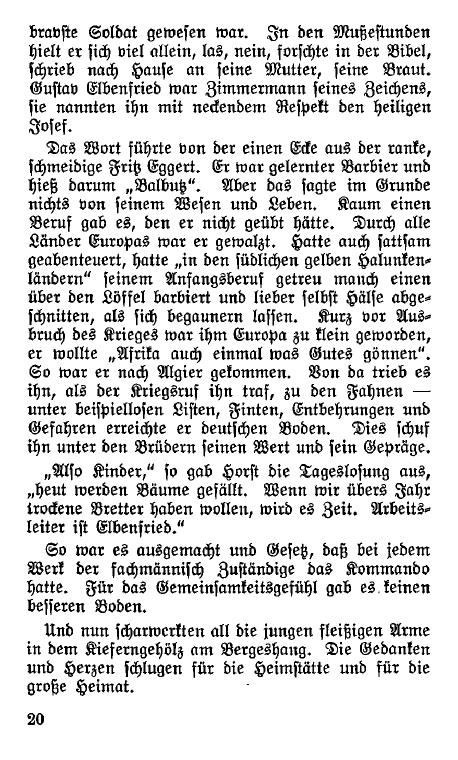 bravste Soldat gewesen war. In den Mußestunden
hielt er sich viel allein, las, nein, forschte in der Bibel,
schrieb nach Hause an seine Mutter, seine Braut.
Gustav Elbenfried war Zimmermann seines Zeichens,
sie nannten ihn mit neckendem Respekt den heiligen
Josef.
Das Wort führte von der einen Ecke aus der ranke,
schmeidige Fritz Eggert. Er war gelernter Barbier und
hieß darum „Balbutz“. Aber das sagte im Grunde
nichts von seinem Wesen und Leben. Kaum einen
Beruf gab es, den er nicht geübt hätte. Durch alle
Länder Europas war er gewalzt. Hatte auch sattsam
geabenteuert, hatte „in den südlichen gelben Halunken-
ländern“ seinem Anfangsberuf getreu manch einen
über den Löffel barbiert und lieber selbst Hälse abge-
schnitten, als sich begaunern lassen. Kurz vor Aus-
bruch des Krieges war ihm Europa zu klein geworden,
er wollte „Afrika auch einmal was Gutes gönnen“.
So war er nach Algier gekommen. Von da trieb es
ihn, als der Kriegsruf ihn traf, zu den Fahnen —
unter beispiellosen Listen, Finten, Entbehrungen und
Gefahren erreichte er deutschen Boden. Dies schuf
ihn unter den Brüdern seinen Wert und sein Gepräge.
„Also Kinder,“ so gab Horst die Tageslosung aus,
„heut werden Bäume gefällt. Wenn wir übers Jahr
trockene Bretter haben wollen, wird es Zeit. Arbeits-
leiter ist Elbenfried.“
So war es ausgemacht und Gesetz, daß bei jedem
Werk der fachmännisch Zuständige das Kommando
hatte. Für das Gemeinsamkeitsgefühl gab es keinen
besseren Boden.
Und nun scharwerkten all die jungen fleißigen Arme
in dem Kieferngehölz am Bergeshang. Die Gedanken
und Herzen schlugen für die Heimstätte und für die
große Heimat.
20